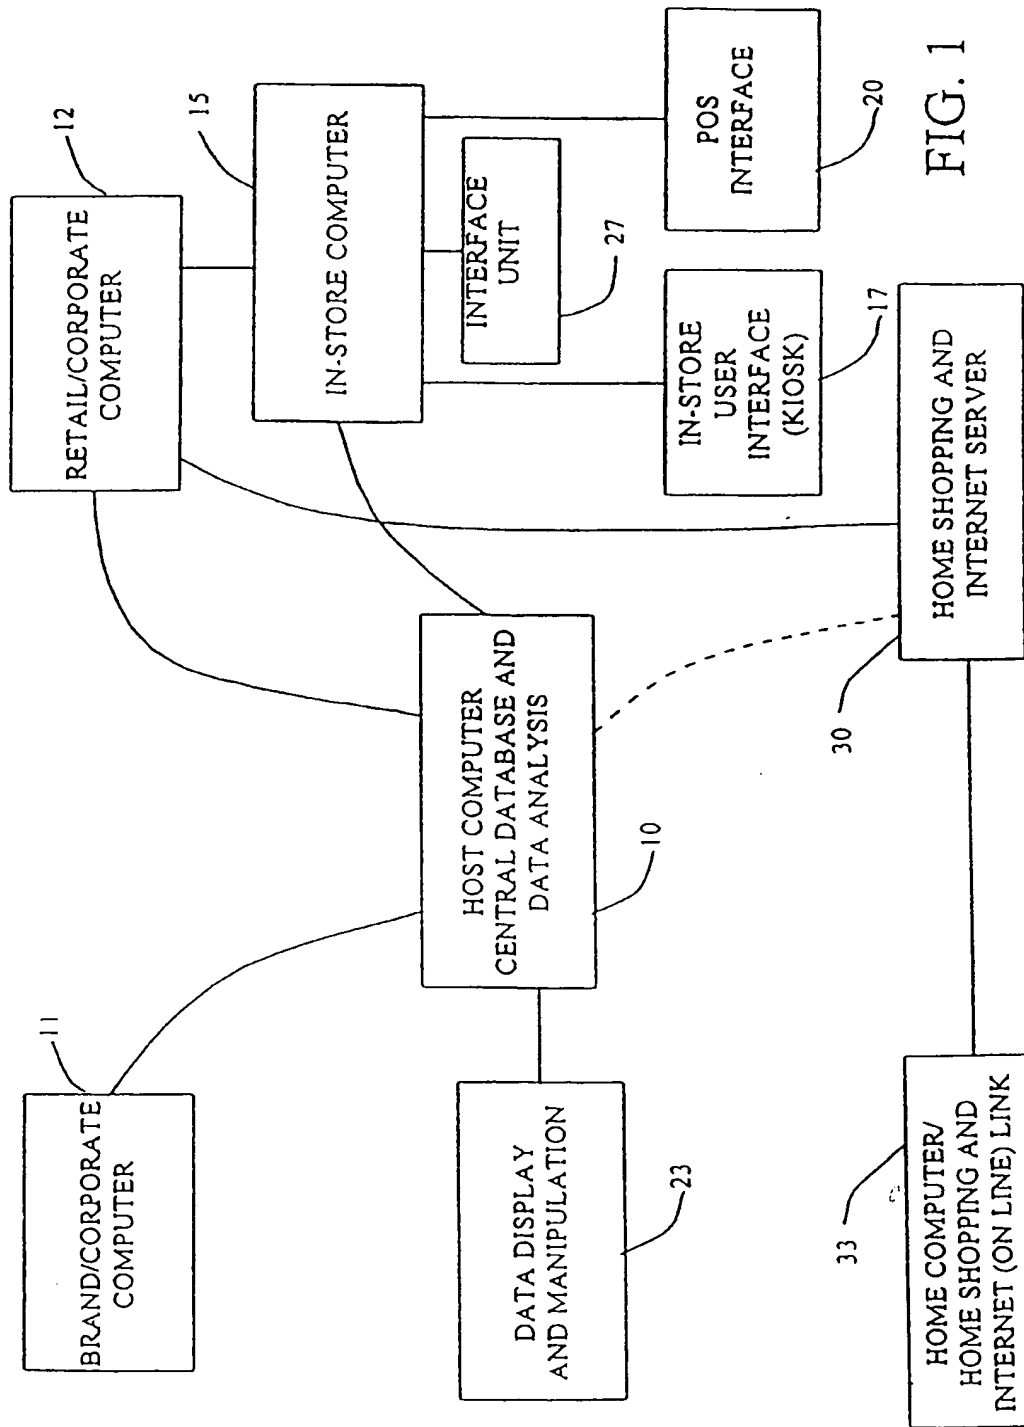 11
BRAND/CORPORATE
COMPUTER
12
RETAIL/CORPORATE
COMPUTER
15
IN-STORE COMPUTER
INTERFACE
UNIT
27
HOST COMPUTER
CENTRAL DATABASE AND
DATA ANALYSIS
10
DATA DISPLAY
AND MANIPULATION
23
IN-STORE
USER
INTERFACE
(KIOSK)
17
POS
INTERFACE
20
33
HOME COMPUTER/
HOME SHOPPING AND
INTERNET (ON LINE) LINK
30
HOME SHOPPING AND
INTERNET SERVER
FIG. 1